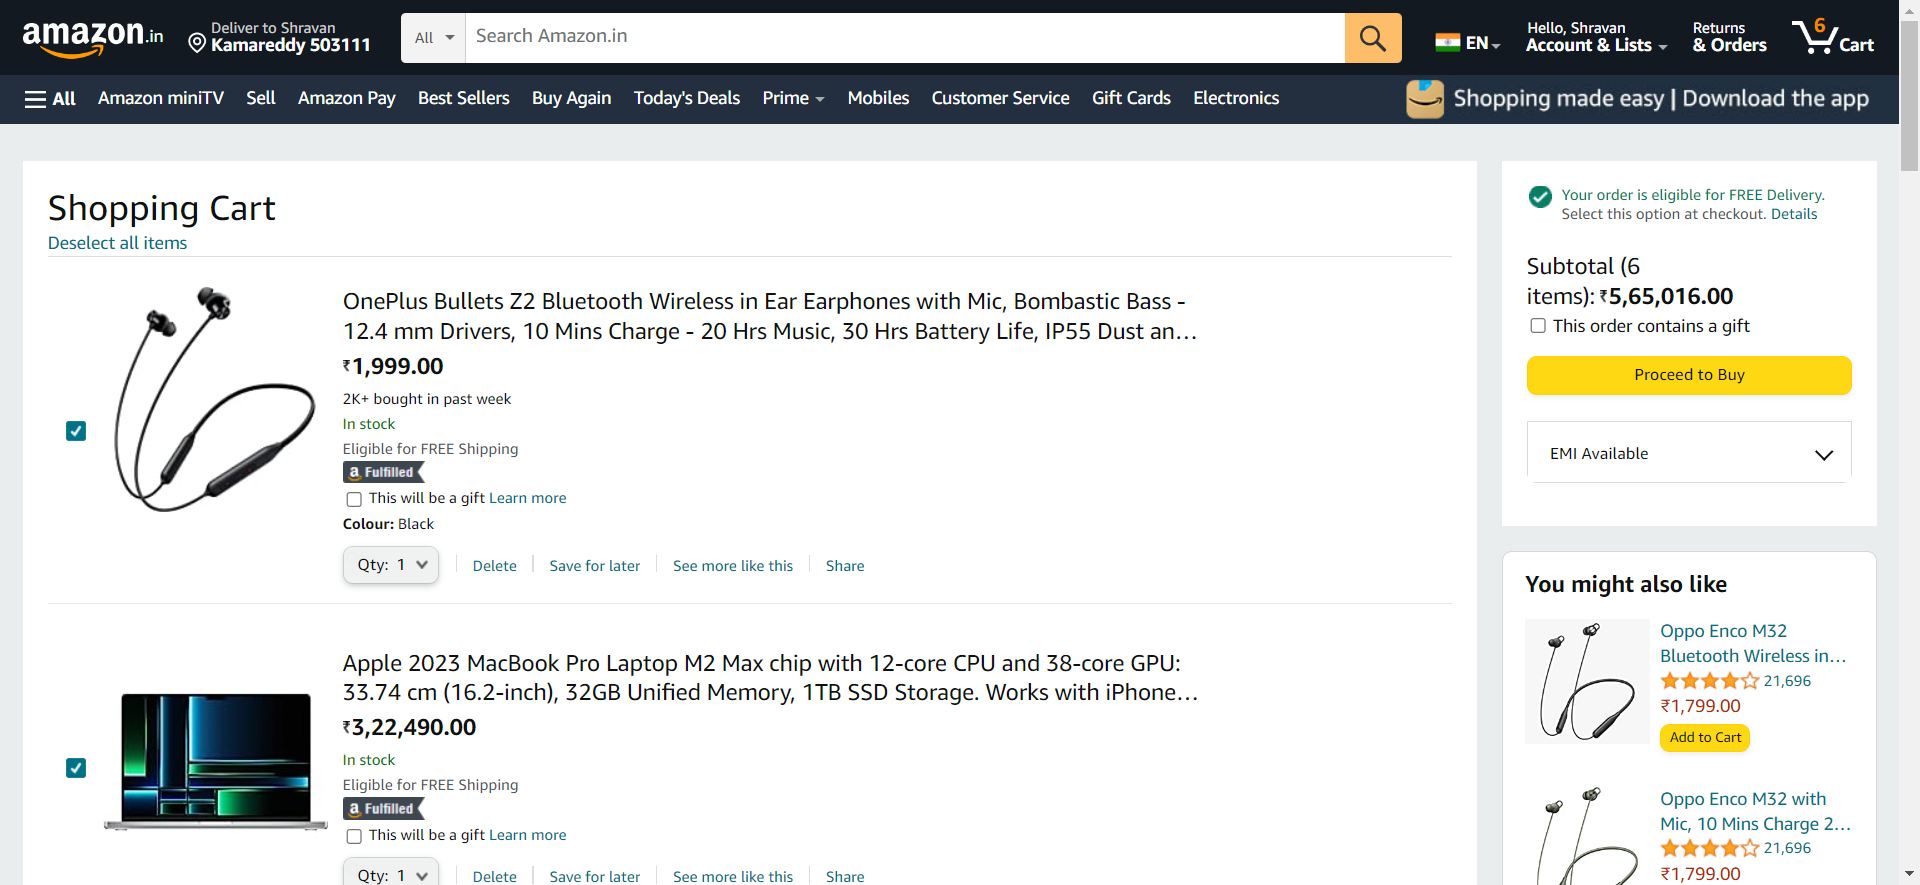 amazon.in
Deliver to Shravan
Kamareddy 503111
All
Search Amazon.in
EN
Hello, Shravan
Account & Lists
Returns
& Orders
6
Cart
All
Amazon miniTV
Sell
Amazon Pay
Best Sellers
Buy Again
Today's Deals
Prime
Mobiles
Customer Service
Gift Cards
Electronics
Shopping made easy | Download the app
Shopping Cart
Deselect all items
OnePlus Bullets Z2 Bluetooth Wireless in Ear Earphones with Mic, Bombastic Bass -
12.4 mm Drivers, 10 Mins Charge - 20 Hrs Music, 30 Hrs Battery Life, IP55 Dust an…
₹1,999.00
2K+ bought in past week
In stock
Eligible for FREE Shipping
a Fulfilled
This will be a gift Learn more
Colour: Black
Qty: 1
Delete
Save for later
See more like this
Share
Apple 2023 MacBook Pro Laptop M2 Max chip with 12-core CPU and 38-core GPU:
33.74 cm (16.2-inch), 32GB Unified Memory, 1TB SSD Storage. Works with iPhone…
₹3,22,490.00
In stock
Eligible for FREE Shipping
a Fulfilled
This will be a gift Learn more
Qty: 1
Delete
Save for later
See more like this
Share
Your order is eligible for FREE Delivery.
Select this option at checkout. Details
Subtotal (6
items): ₹5,65,016.00
This order contains a gift
Proceed to Buy
EMI Available
You might also like
Oppo Enco M32
Bluetooth Wireless in…
21,696
₹1,799.00
Add to Cart
Oppo Enco M32 with
Mic, 10 Mins Charge 2…
21,696
₹1,799.00